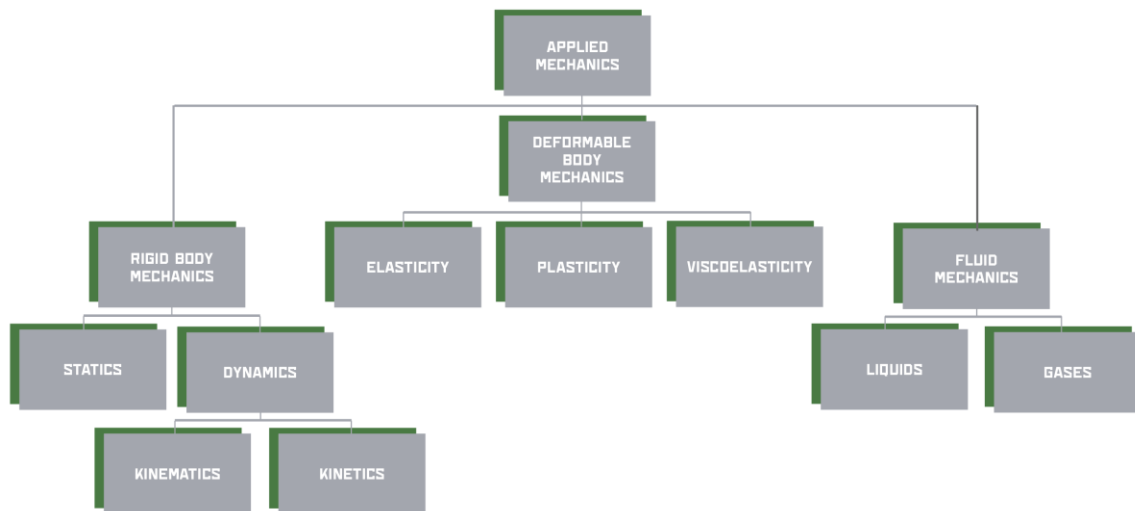 APPLIED
MECHANICS
DEFORMABLE
BODY
MECHANICS
RIGID BODY
MECHANICS
ELASTICITY
PLASTICITY
VISCOELASTICITY
FLUID
MECHANICS
STATICS
DYNAMICS
LIQUIDS
GASES
KINEMATICS
KINETICS